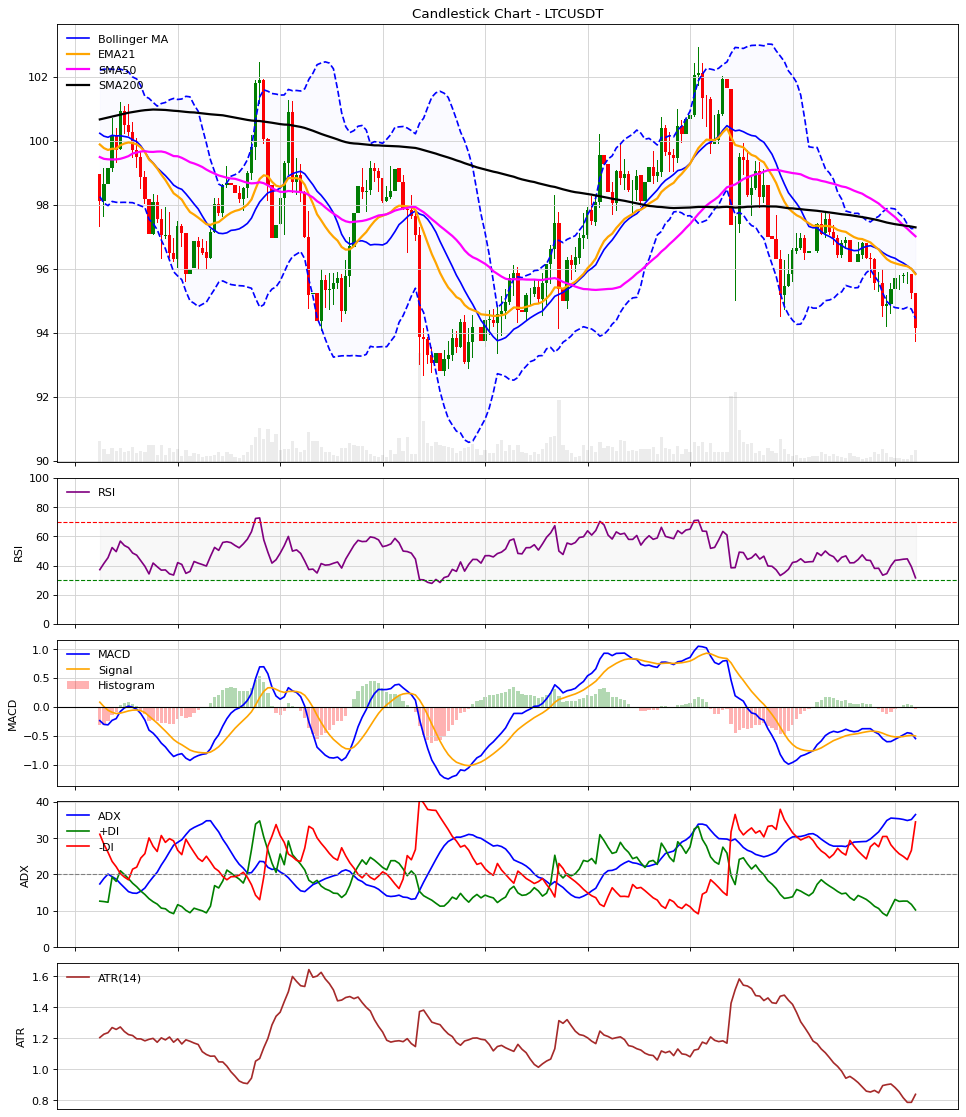 Candlestick Chart - LTCUSDT
Bollinger MA
EMA21
SMA50
SMA200
102
100
98
96
94
92
90
100
80
60
40
20
0
RSI
RSI
1.0
0.5
0.0
−0.5
−1.0
MACD
MACD
Signal
Histogram
40
30
20
10
0
ADX
ADX
+DI
-DI
1.6
1.4
1.2
1.0
0.8
ATR
ATR(14)